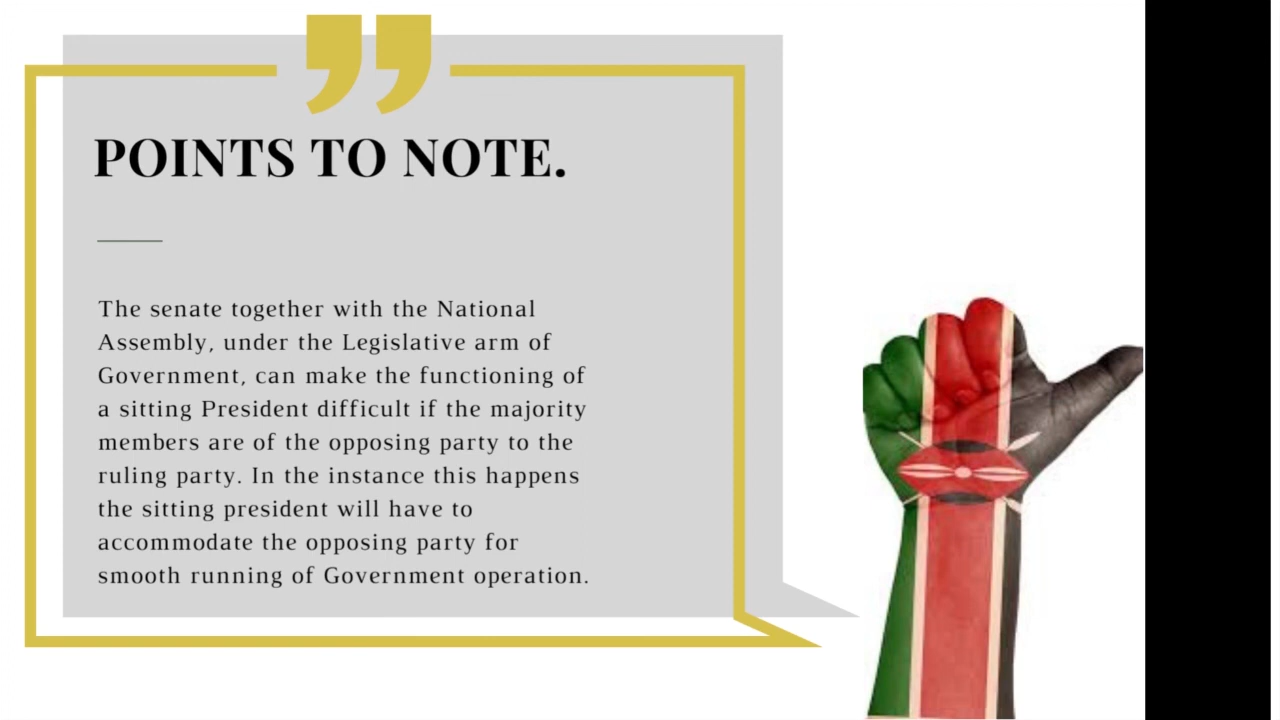 POINTS TO NOTE.
The senate together with the National
Assembly, under the Legislative arm of
Government, can make the functioning of
a sitting President difficult if the majority
members are of the opposing party to the
ruling party. In the instance this happens
the sitting president will have to
accommodate the opposing party for
smooth running of Government operation.